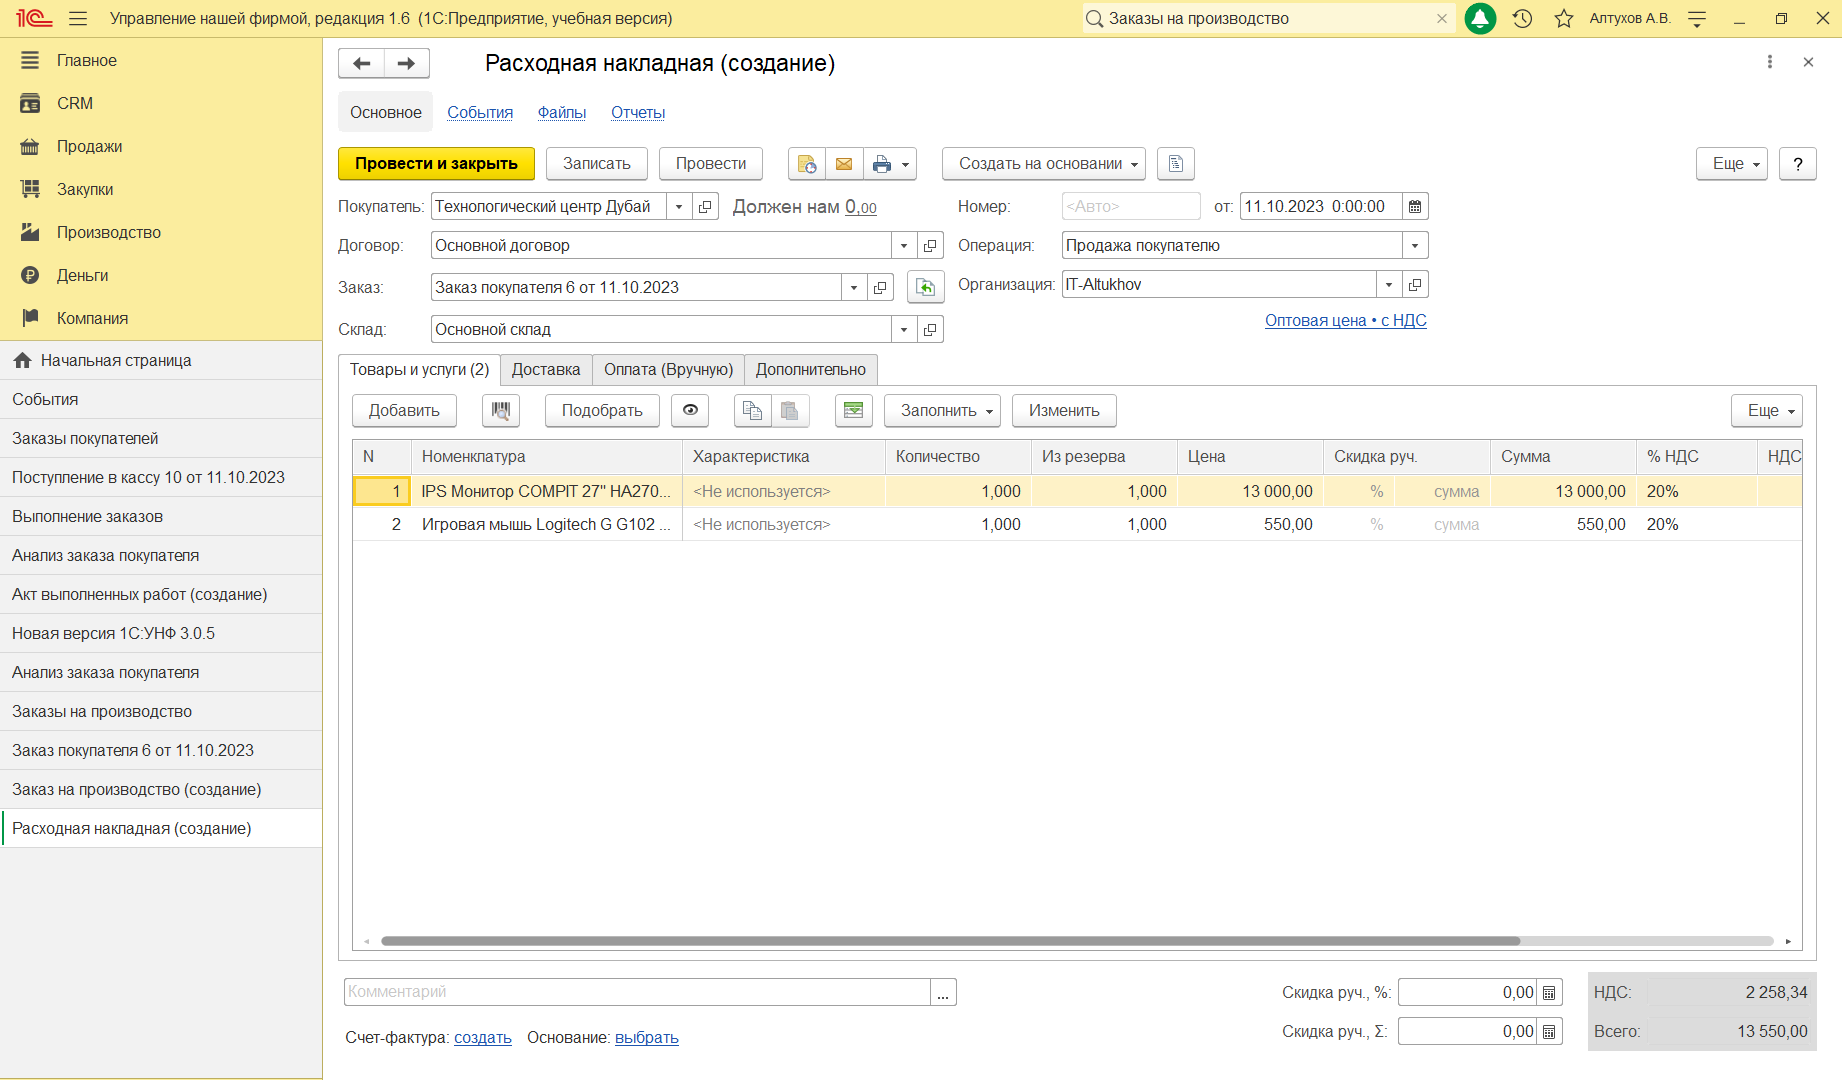 Управление нашей фирмой, редакция 1.6 (1С:Предприятие, учебная версия)
Заказы на производство
Алтухов А.В.
Главное
CRM
Продажи
Закупки
Производство
Деньги
Компания
Начальная страница
События
Заказы покупателей
Поступление в кассу 10 от 11.10.2023
Выполнение заказов
Анализ заказа покупателя
Акт выполненных работ (создание)
Новая версия 1С:УНФ 3.0.5
Анализ заказа покупателя
Заказы на производство
Заказ покупателя 6 от 11.10.2023
Заказ на производство (создание)
Расходная накладная (создание)
Расходная накладная (создание)
Основное События Файлы Отчеты
Провести и закрыть Записать Провести Создать на основании Еще ?
Покупатель: Технологический центр Дубай Должен нам 0,00 Номер: <Авто> от: 11.10.2023 0:00:00
Договор: Основной договор Операция: Продажа покупателю
Заказ: Заказ покупателя 6 от 11.10.2023 Организация: IT-Altukhov
Склад: Основной склад Оптовая цена • с НДС
Товары и услуги (2) Доставка Оплата (Вручную) Дополнительно
Добавить Подобрать Заполнить Изменить Еще
N Номенклатура Характеристика Количество Из резерва Цена Скидка руч. Сумма % НДС НДС
1 IPS Монитор COMPIT 27" HA270... <Не используется> 1,000 1,000 13 000,00 % сумма 13 000,00 20%
2 Игровая мышь Logitech G G102 ... <Не используется> 1,000 1,000 550,00 % сумма 550,00 20%
Комментарий ... Скидка руч., %: 0,00 НДС: 2 258,34
Счет-фактура: создать Основание: выбрать Скидка руч., Σ: 0,00 Всего: 13 550,00